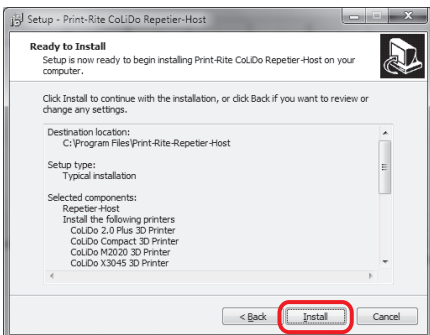 Setup - Print-Rite CoLiDo Repetier-Host
Ready to Install
Setup is now ready to begin installing Print-Rite CoLiDo Repetier-Host on your
computer.
Click Install to continue with the installation, or click Back if you want to review or
change any settings.
Destination location:
C:\Program Files\Print-Rite-Repetier-Host
Setup type:
Typical installation
Selected components:
Repetier-Host
Install the following printers
CoLiDo 2.0 Plus 3D Printer
CoLiDo Compact 3D Printer
CoLiDo M2020 3D Printer
CoLiDo X3045 3D Printer
< Back Install Cancel